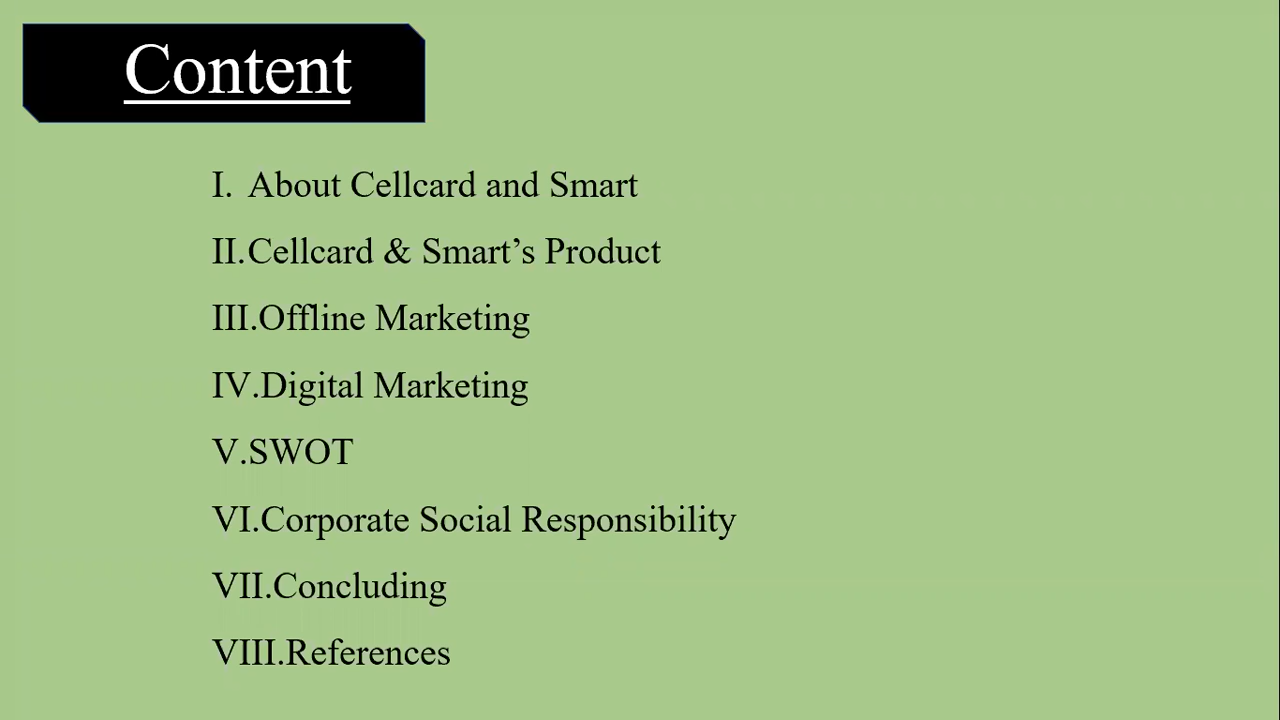 Content
I. About Cellcard and Smart
II.Cellcard & Smart’s Product
III.Offline Marketing
IV.Digital Marketing
V.SWOT
VI.Corporate Social Responsibility
VII.Concluding
VIII.References